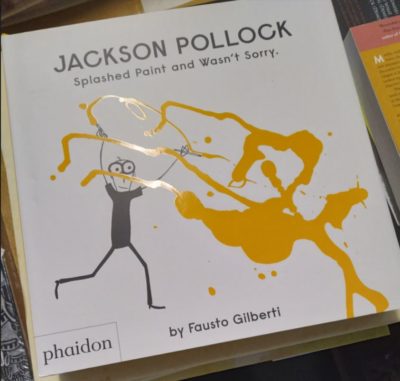 JACKSON POLLOCK
Splashed Paint and Wasn't Sorry.
by Fausto Gilberti
phaidon